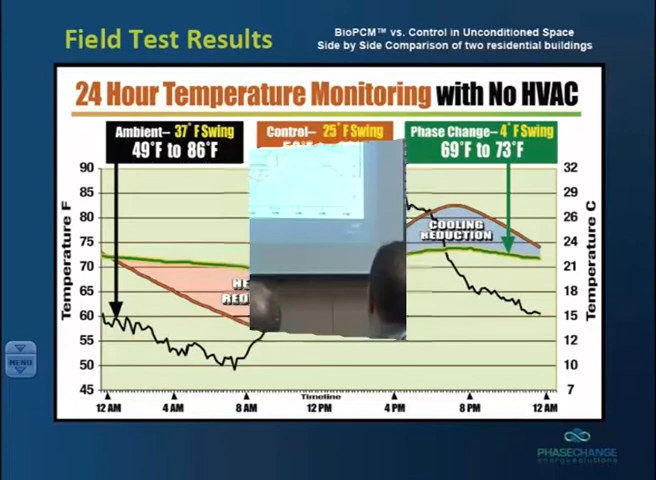 Field Test Results
BioPCM™ vs. Control in Unconditioned Space
Side by Side Comparison of two residential buildings
24 Hour Temperature Monitoring with No HVAC
Ambient– 37°F Swing
49°F to 86°F
Control– 25°F Swing
Phase Change– 4°F Swing
69°F to 73°F
90
85
80
75
70
65
60
55
50
45
Temperature F
32
29
26
24
21
18
15
12
10
7
Temperature C
COOLING
REDUCTION
12 AM
4 AM
8 AM
12 PM
4 PM
8 PM
12 AM
Timeline
MENU
PHASECHANGE
energy solutions